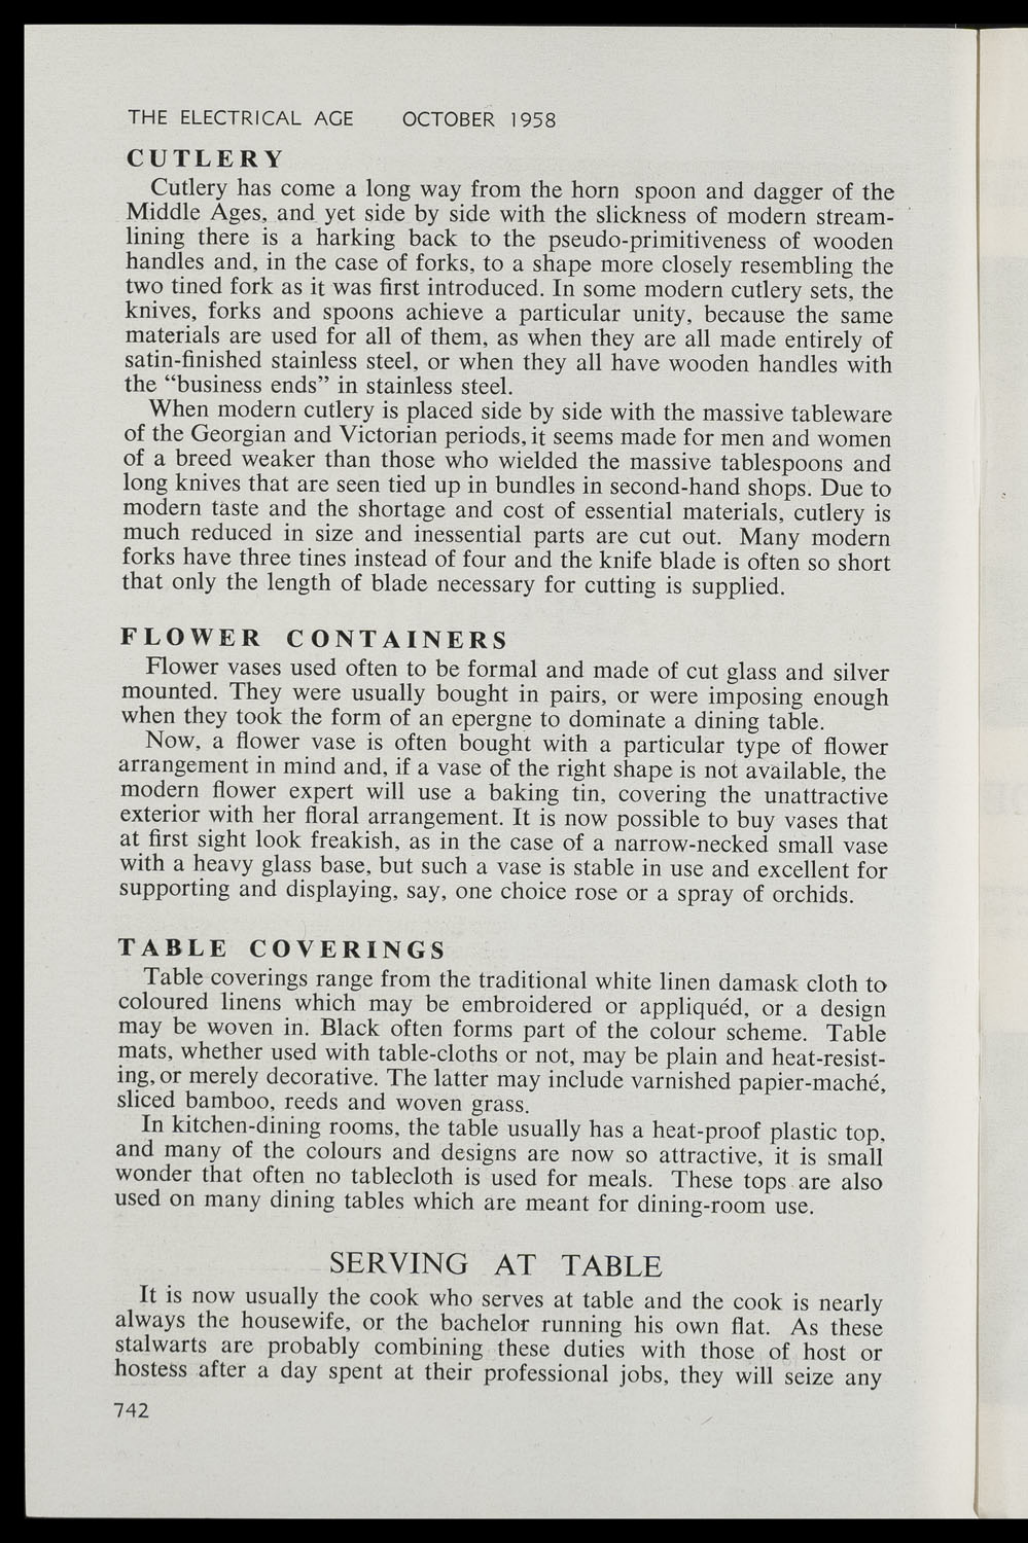 THE ELECTRICAL AGE OCTOBER 1958
CUTLERY
Cutlery has come a long way from the horn spoon and dagger of the
Middle Ages, and yet side by side with the slickness of modern stream-
lining there is a harking back to the pseudo-primitiveness of wooden
handles and, in the case of forks, to a shape more closely resembling the
two tined fork as it was first introduced. In some modern cutlery sets, the
knives, forks and spoons achieve a particular unity, because the same
materials are used for all of them, as when they are all made entirely of
satin-finished stainless steel, or when they all have wooden handles with
the “business ends” in stainless steel.
When modern cutlery is placed side by side with the massive tableware
of the Georgian and Victorian periods, it seems made for men and women
of a breed weaker than those who wielded the massive tablespoons and
long knives that are seen tied up in bundles in second-hand shops. Due to
modern taste and the shortage and cost of essential materials, cutlery is
much reduced in size and inessential parts are cut out. Many modern
forks have three tines instead of four and the knife blade is often so short
that only the length of blade necessary for cutting is supplied.
FLOWER CONTAINERS
Flower vases used often to be formal and made of cut glass and silver
mounted. They were usually bought in pairs, or were imposing enough
when they took the form of an epergne to dominate a dining table.
Now, a flower vase is often bought with a particular type of flower
arrangement in mind and, if a vase of the right shape is not available, the
modern flower expert will use a baking tin, covering the unattractive
exterior with her floral arrangement. It is now possible to buy vases that
at first sight look freakish, as in the case of a narrow-necked small vase
with a heavy glass base, but such a vase is stable in use and excellent for
supporting and displaying, say, one choice rose or a spray of orchids.
TABLE COVERINGS
Table coverings range from the traditional white linen damask cloth to
coloured linens which may be embroidered or appliquéd, or a design
may be woven in. Black often forms part of the colour scheme. Table
mats, whether used with table-cloths or not, may be plain and heat-resist-
ing, or merely decorative. The latter may include varnished papier-maché,
sliced bamboo, reeds and woven grass.
In kitchen-dining rooms, the table usually has a heat-proof plastic top,
and many of the colours and designs are now so attractive, it is small
wonder that often no tablecloth is used for meals. These tops are also
used on many dining tables which are meant for dining-room use.
SERVING AT TABLE
It is now usually the cook who serves at table and the cook is nearly
always the housewife, or the bachelor running his own flat. As these
stalwarts are probably combining these duties with those of host or
hostess after a day spent at their professional jobs, they will seize any
742